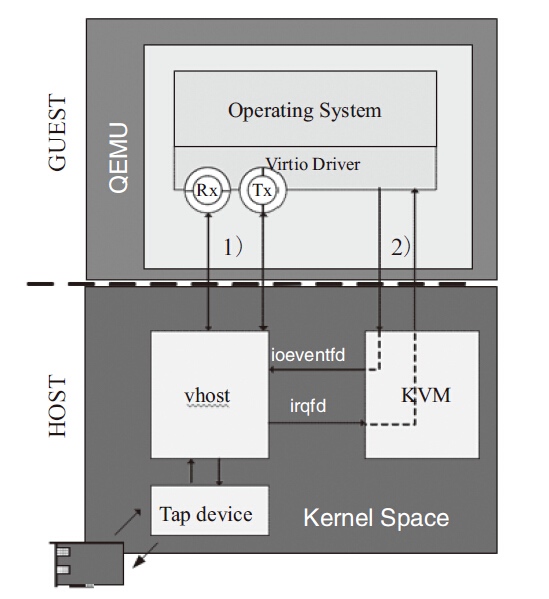 GUEST
QEMU
Operating System
Virtio Driver
Rx
Tx
1)
2)
HOST
ioeventfd
vhost
KVM
irqfd
Tap device
Kernel Space